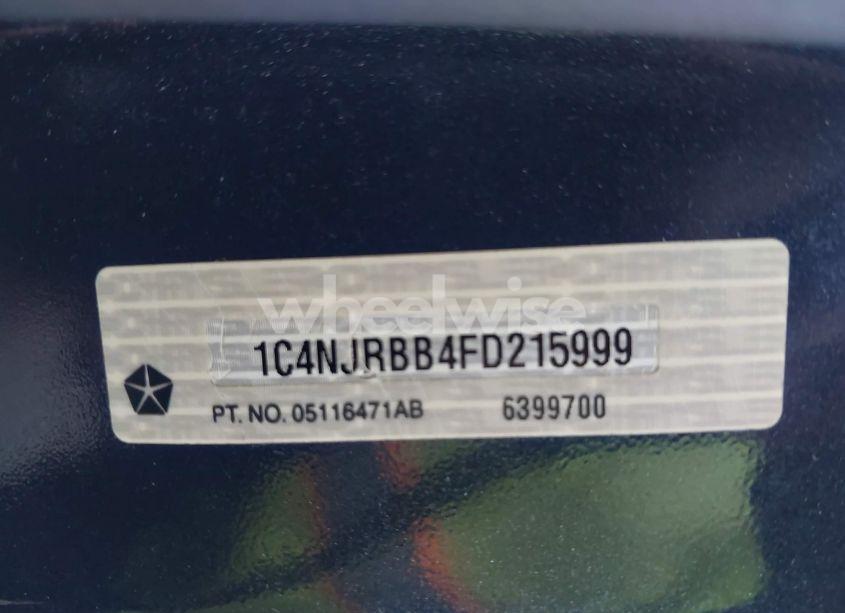 wheelwise
1C4NJRBB4FD215999
PT. NO. 05116471AB 6399700